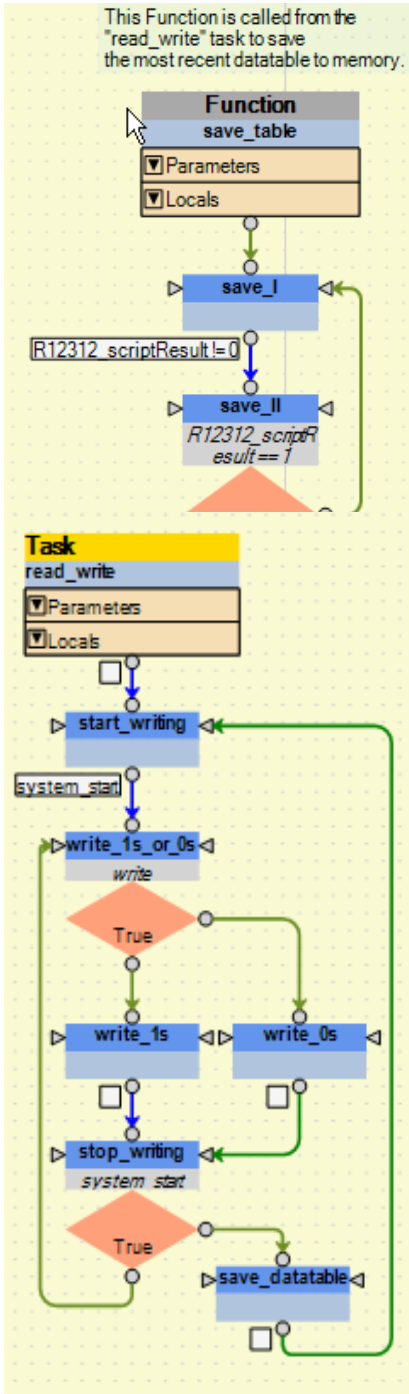 This Function is called from the
"read_write" task to save
the most recent datatable to memory.
Function
save_table
Parameters
Locals
save_I
R12312_scriptResult != 0
save_II
R12312_scriptR
esult == 1
Task
read_write
Parameters
Locals
start_writing
system_start
write_1s_or_0s
write
True
write_1s
write_0s
stop_writing
system_start
True
save_datatable